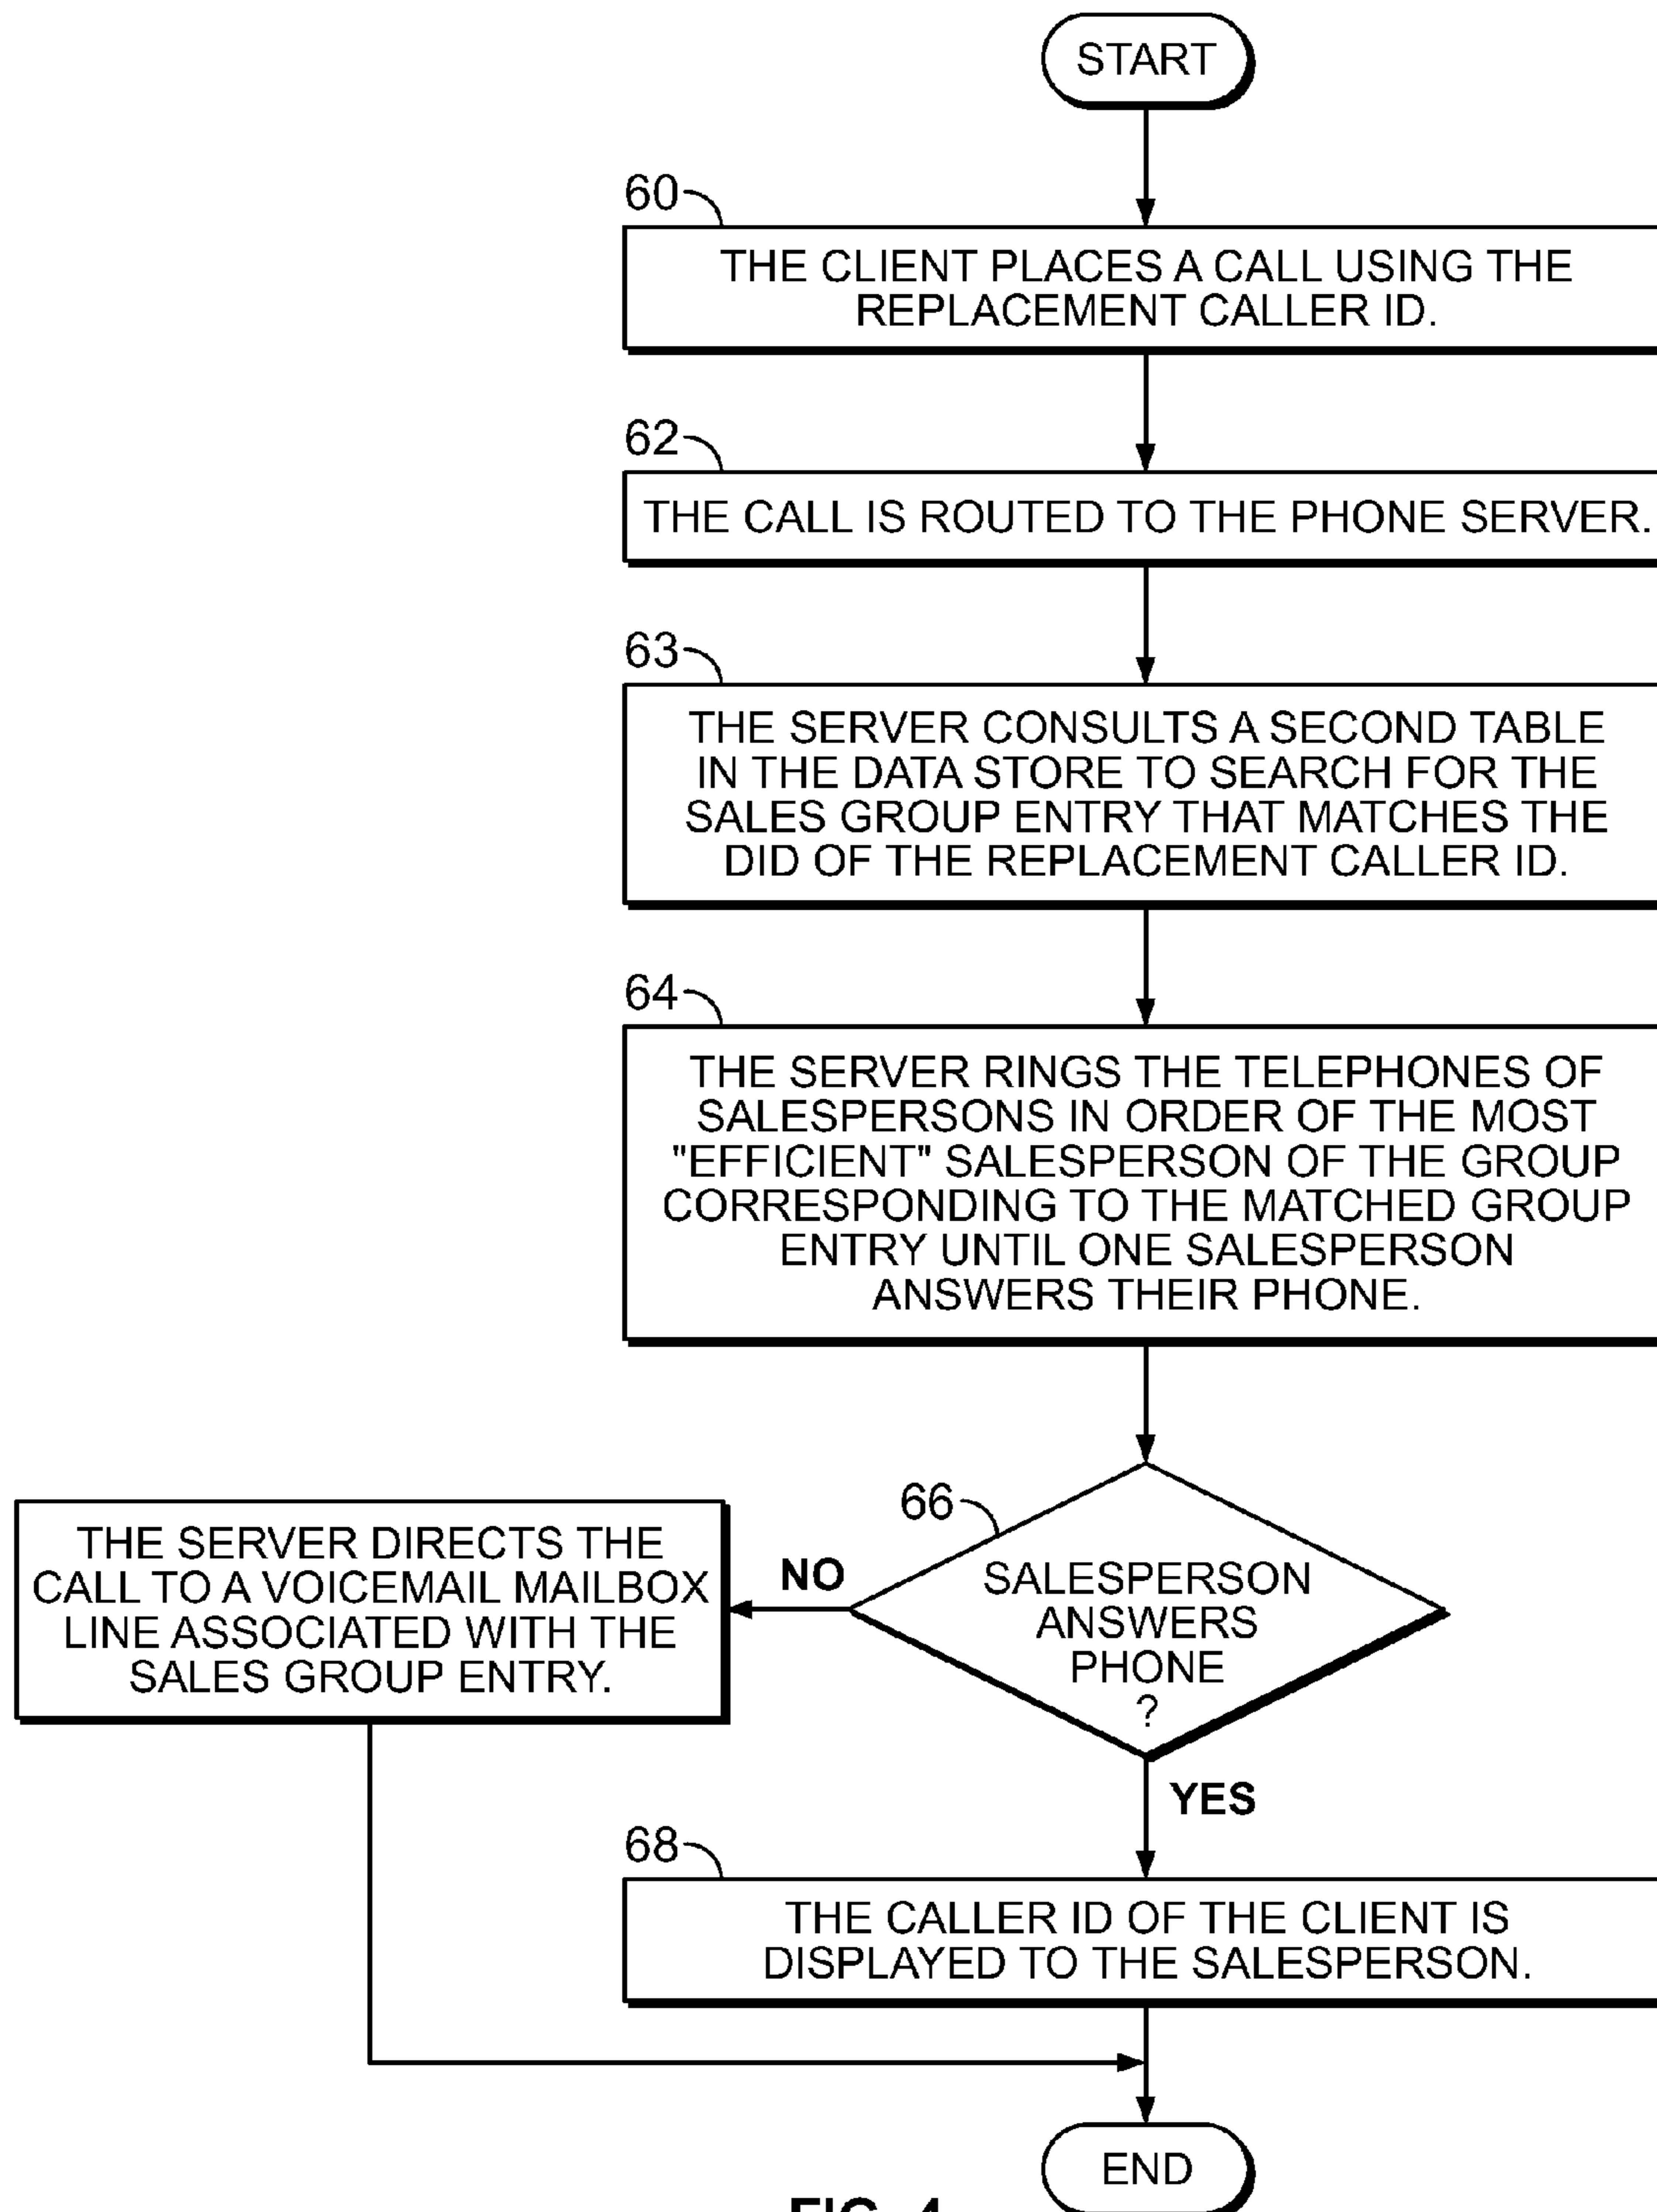 START
60
THE CLIENT PLACES A CALL USING THE
REPLACEMENT CALLER ID.
62
THE CALL IS ROUTED TO THE PHONE SERVER.
63
THE SERVER CONSULTS A SECOND TABLE
IN THE DATA STORE TO SEARCH FOR THE
SALES GROUP ENTRY THAT MATCHES THE
DID OF THE REPLACEMENT CALLER ID.
64
THE SERVER RINGS THE TELEPHONES OF
SALESPERSONS IN ORDER OF THE MOST
"EFFICIENT" SALESPERSON OF THE GROUP
CORRESPONDING TO THE MATCHED GROUP
ENTRY UNTIL ONE SALESPERSON
ANSWERS THEIR PHONE.
66
SALESPERSON
ANSWERS
PHONE
?
NO
THE SERVER DIRECTS THE
CALL TO A VOICEMAIL MAILBOX
LINE ASSOCIATED WITH THE
SALES GROUP ENTRY.
YES
68
THE CALLER ID OF THE CLIENT IS
DISPLAYED TO THE SALESPERSON.
END